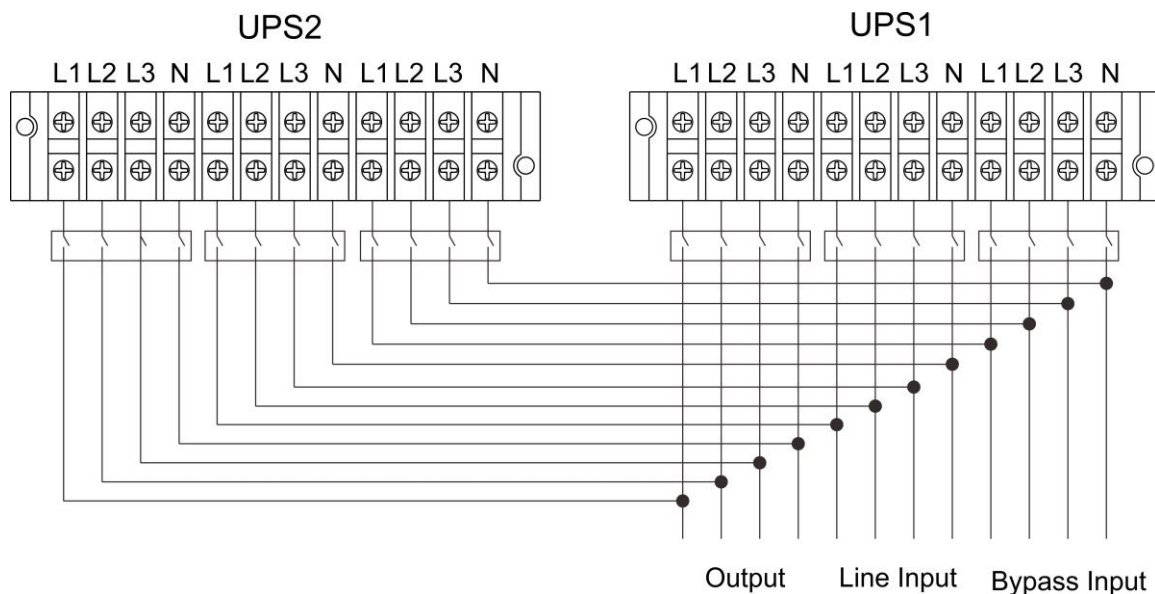 UPS2 UPS1
L1 L2 L3 N L1 L2 L3 N L1 L2 L3 N L1 L2 L3 N L1 L2 L3 N L1 L2 L3 N
Output Line Input Bypass Input